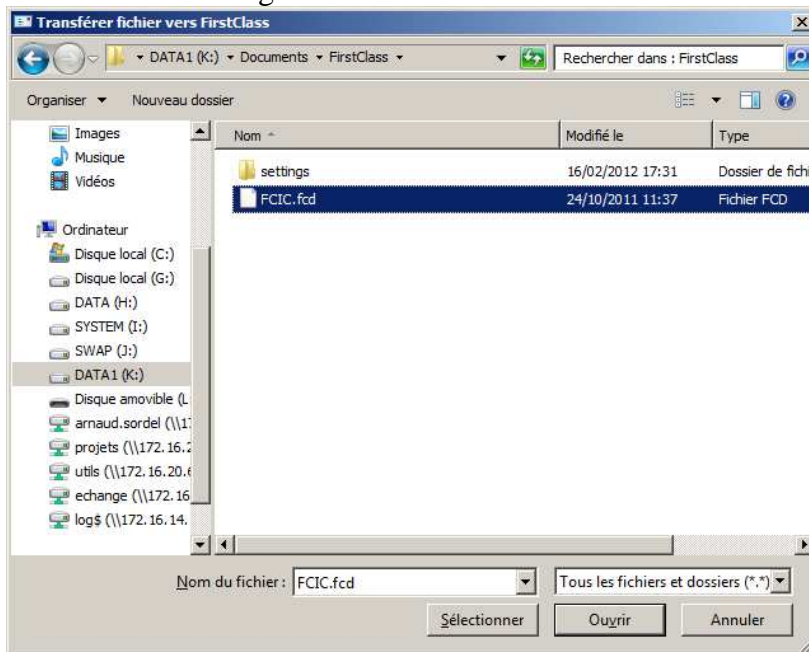 Transférer fichier vers FirstClass
DATA1 (K:) Documents FirstClass
Rechercher dans : FirstClass
Organiser Nouveau dossier
Images
Musique
Vidéos
Ordinateur
Disque local (C:)
Disque local (G:)
DATA (H:)
SYSTEM (I:)
SWAP (J:)
DATA1 (K:)
Disque amovible (L
arnaud.sordel (\\17
projets (\\172.16.2
utils (\\172.16.20.6
echange (\\172.16
log$ (\\172.16.14.
Nom Modifié le Type
settings 16/02/2012 17:31 Dossier de fichi
FCIC.fcd 24/10/2011 11:37 Fichier FCD
Nom du fichier : FCIC.fcd Tous les fichiers et dossiers (*.*)
Sélectionner Ouvrir Annuler